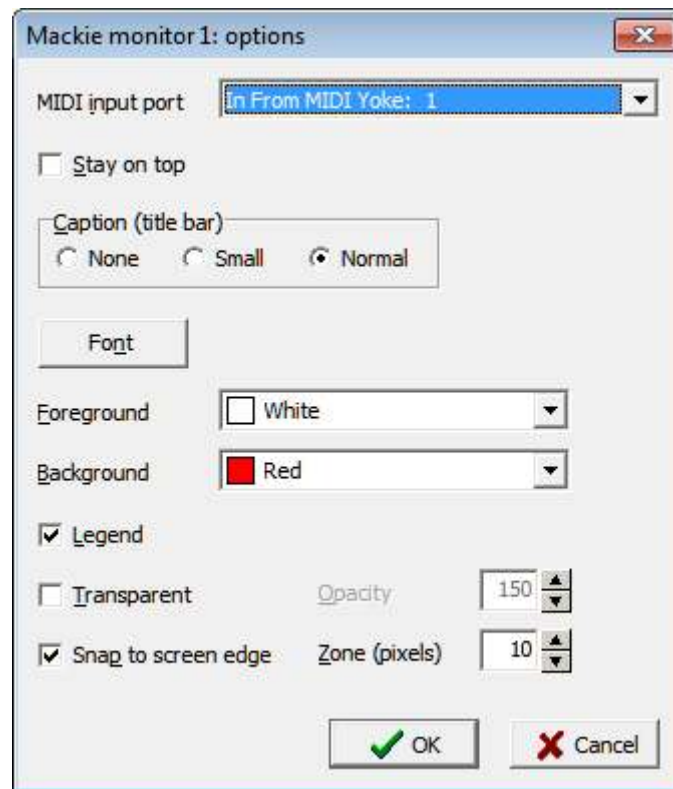 Mackie monitor 1: options
MIDI input port In From MIDI Yoke: 1
Stay on top
Caption (title bar)
None Small Normal
Font
Foreground White
Background Red
Legend
Transparent Opacity 150
Snap to screen edge Zone (pixels) 10
OK Cancel